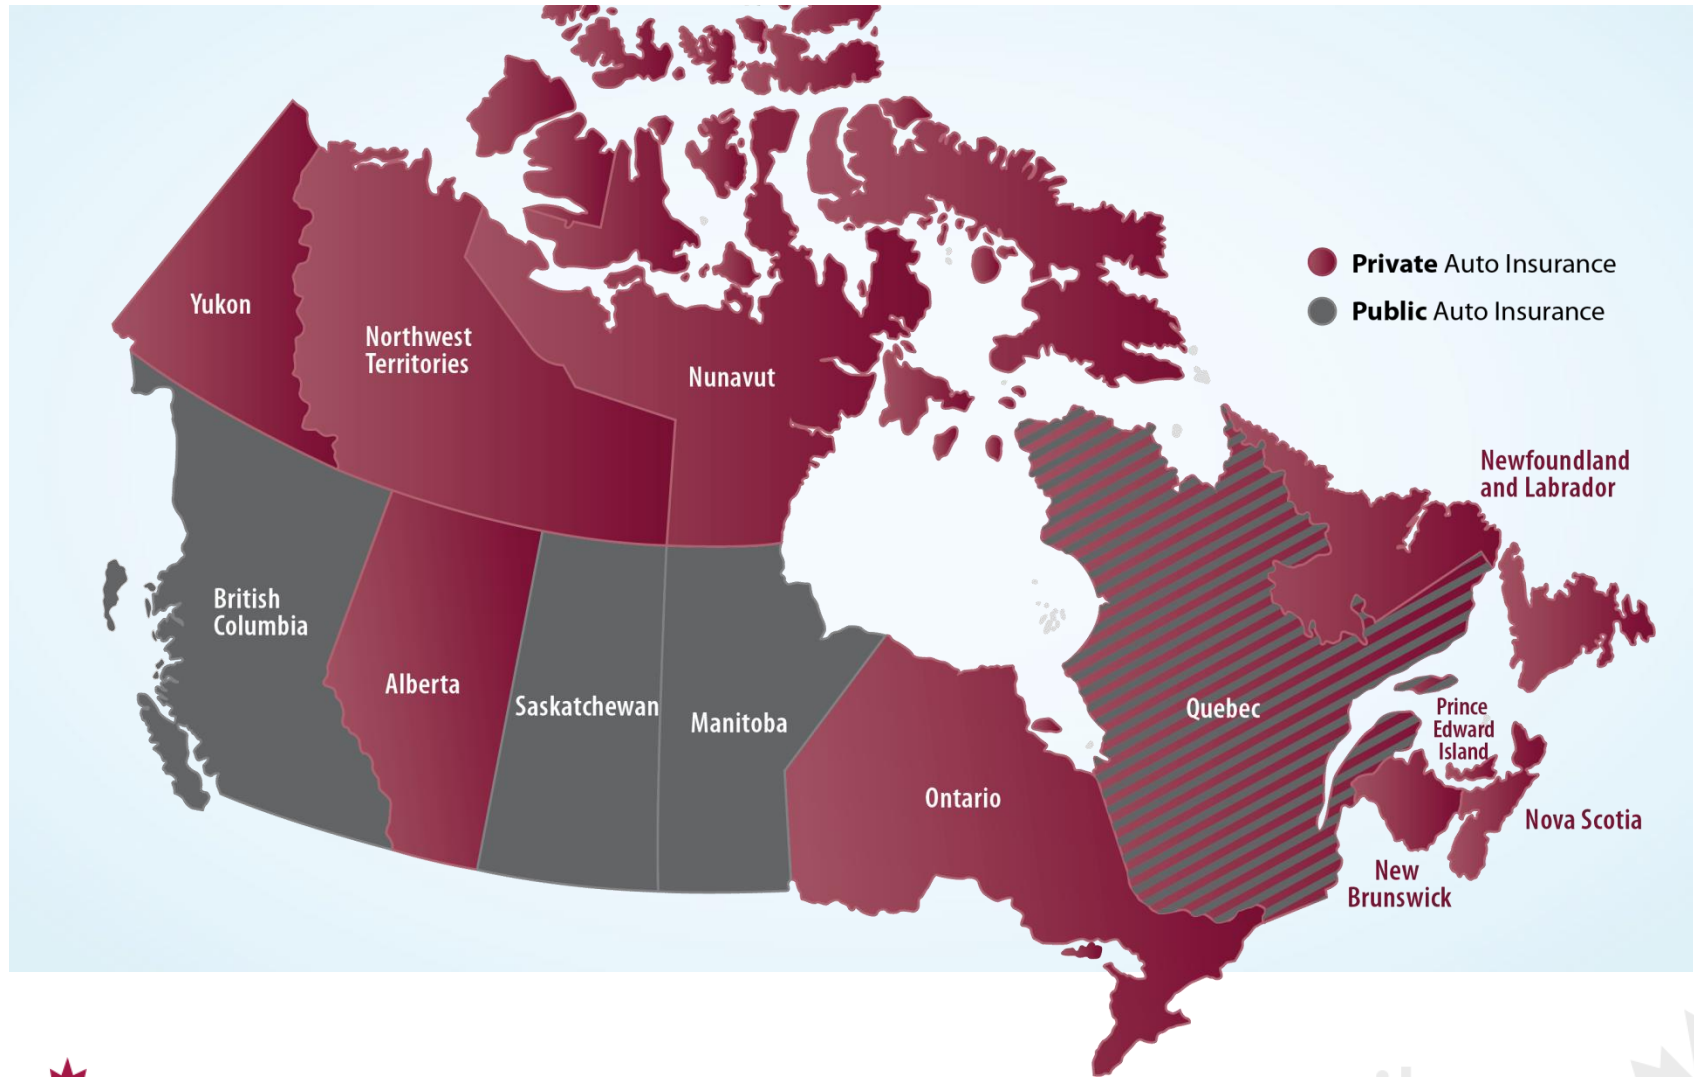 Private Auto Insurance
Public Auto Insurance
Yukon
Northwest
Territories
Nunavut
Newfoundland
and Labrador
British
Columbia
Alberta
Saskatchewan
Manitoba
Ontario
Quebec
Prince
Edward
Island
Nova Scotia
New
Brunswick